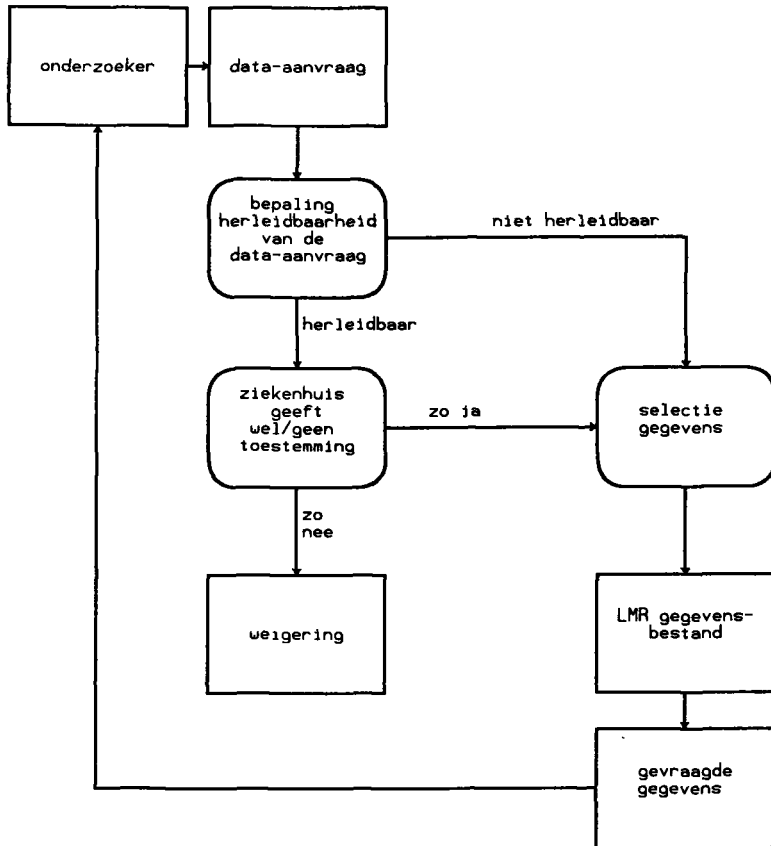 onderzoeker
data-aanvraag
bepaling
herleidbaarheid
van de
data-aanvraag
niet herleidbaar
herleidbaar
ziekenhuis
geeft
wel/geen
toestemming
zo ja
selectie
gegevens
zo
nee
weigering
LMR gegevens-
bestand
gevraagde
gegevens